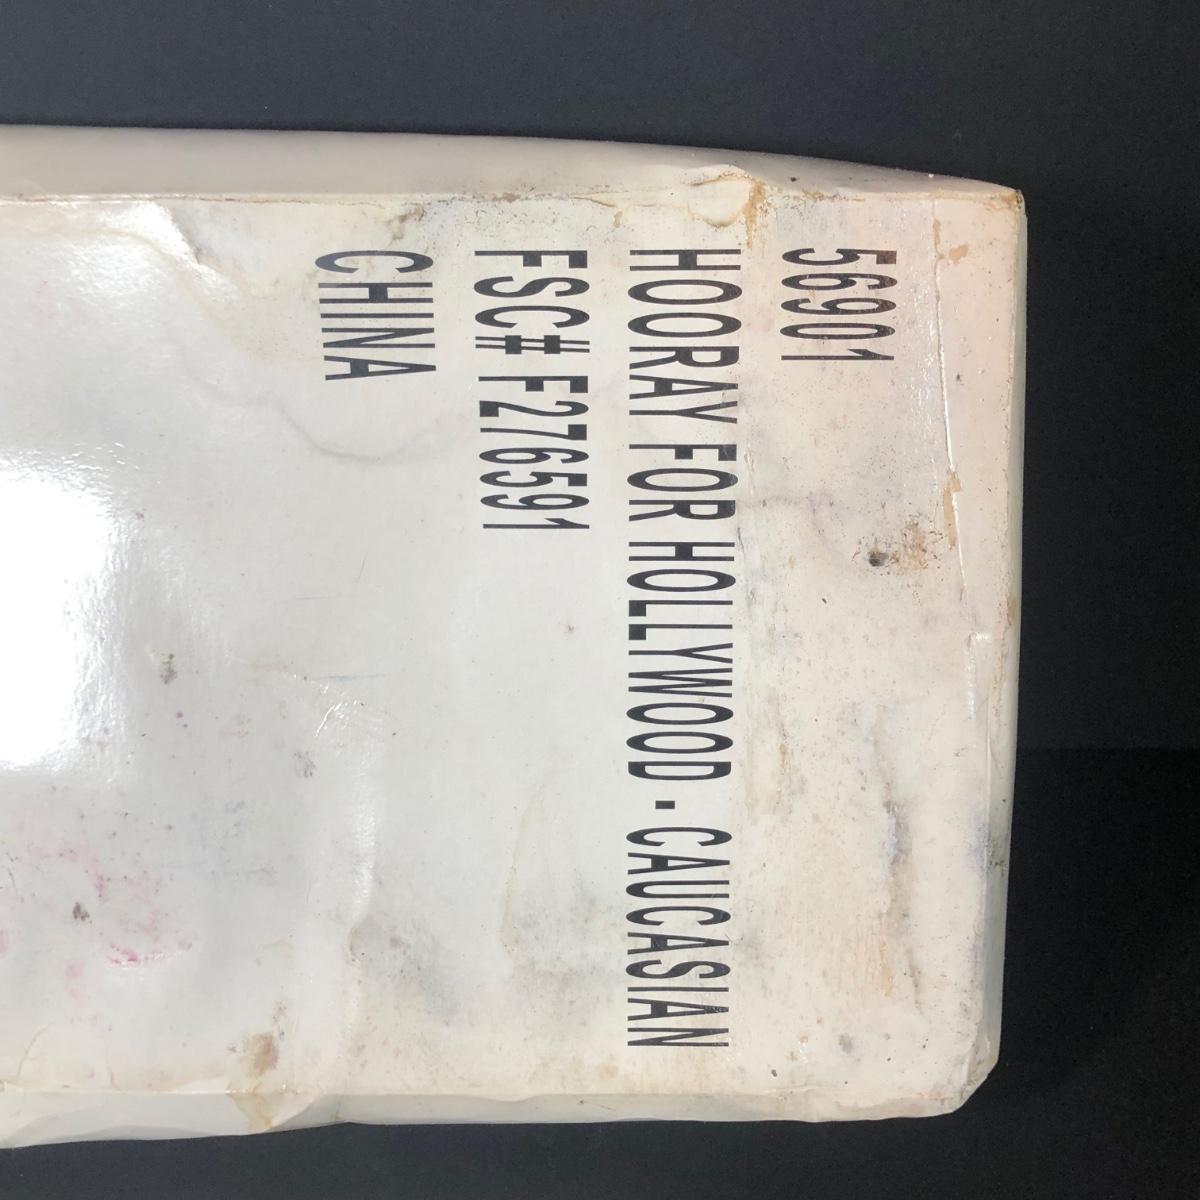 56901
HOORAY FOR HOLLYWOOD - CAUCASIAN
FSC# F276591
CHINA